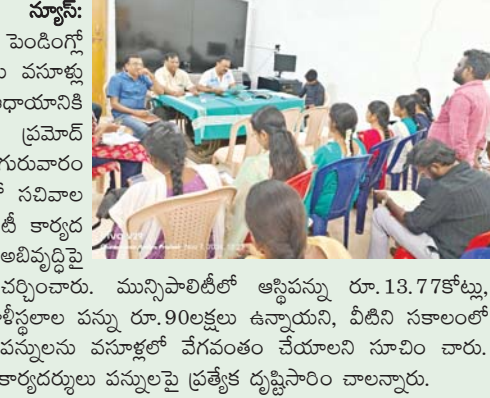 న్యూస్:
పెండింగ్లో
వసూళ్లు
ప్రమోద్
గురువారం
సచివాల
కార్యద
అభివృద్ధిపై
చర్చించారు. మున్సిపాలిటీలో ఆస్థిపన్ను రూ.13.77కోట్లు,
ళీస్థలాల పన్ను రూ.90లక్షలు ఉన్నాయని, వీటిని సకాలంలో
పన్నులను వసూళ్లలో వేగవంతం చేయాలని సూచిం చారు.
కార్యదర్శులు పన్నులపై ప్రత్యేక దృష్టిసారిం చాలన్నారు.